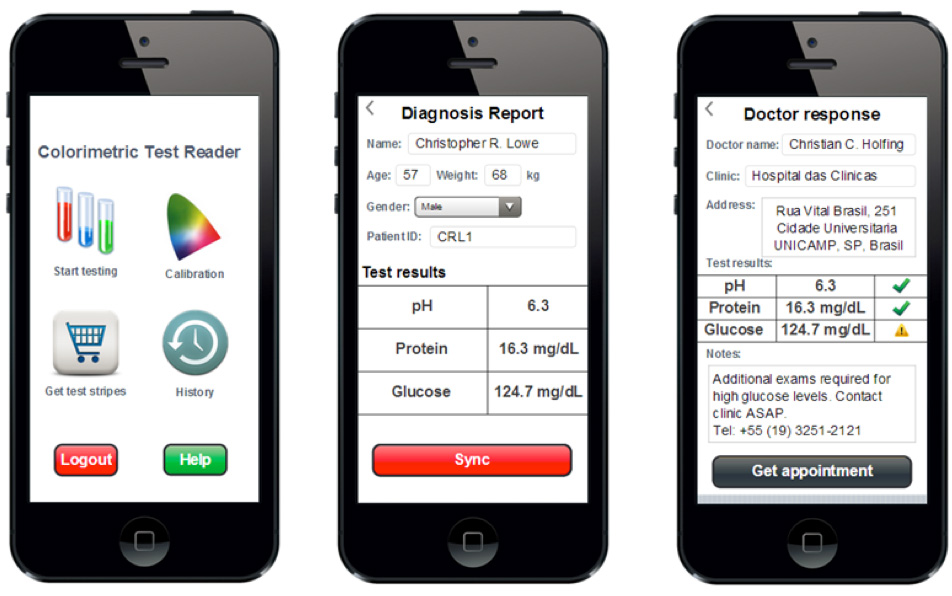 Colorimetric Test Reader
Start testing
Calibration
Get test stripes
History
Logout
Help
Diagnosis Report
Name: Christopher R. Lowe
Age: 57 Weight: 68 kg
Gender: Male
Patient ID: CRL1
Test results
pH 6.3
Protein 16.3 mg/dL
Glucose 124.7 mg/dL
Sync
Doctor response
Doctor name: Christian C. Holfing
Clinic: Hospital das Clinicas
Address: Rua Vital Brasil, 251
Cidade Universitaria
UNICAMP, SP, Brasil
Test results:
pH 6.3
Protein 16.3 mg/dL
Glucose 124.7 mg/dL
Notes:
Additional exams required for
high glucose levels. Contact
clinic ASAP.
Tel: +55 (19) 3251-2121
Get appointment